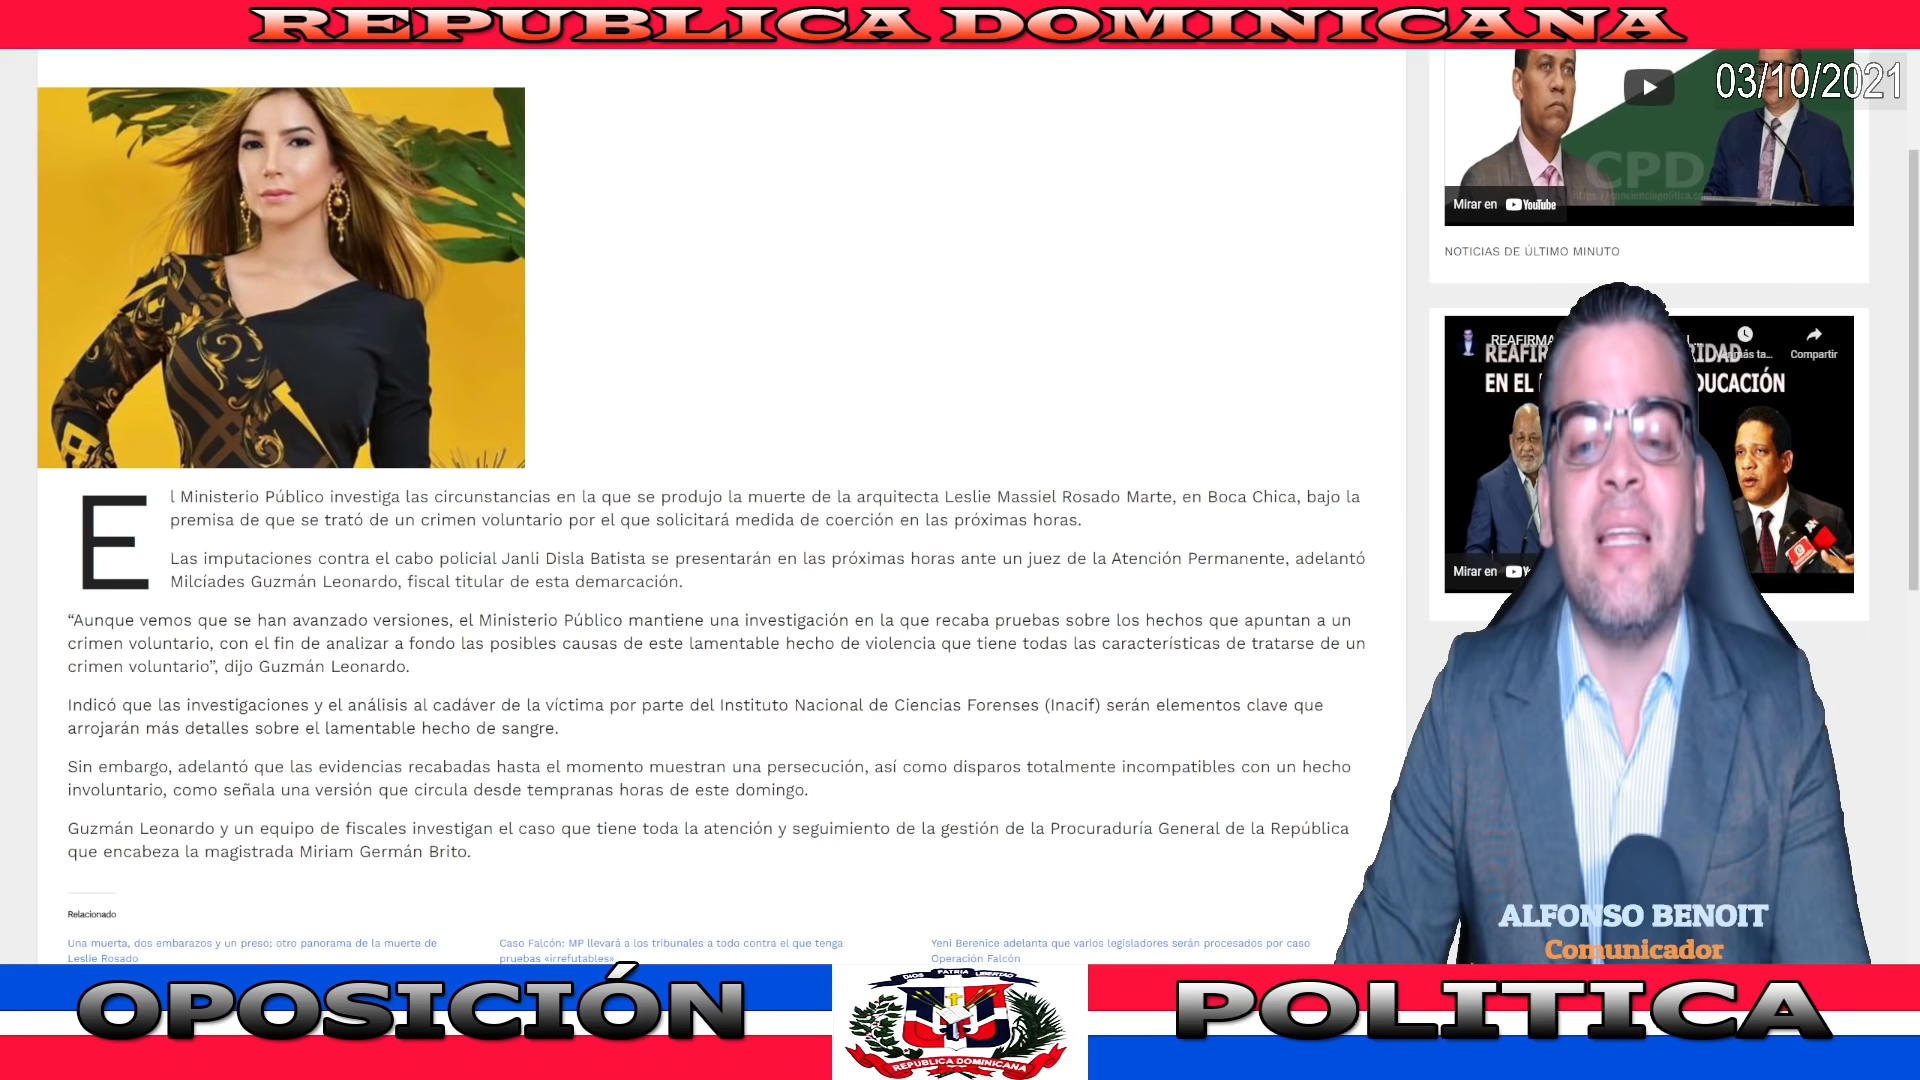 REPUBLICA DOMINICANA
03/10/2021
CPD
Mirar en YouTube
NOTICIAS DE ÚLTIMO MINUTO
REAFIRMA
Compartir
EN EL
DUCACIÓN
Mirar en
El Ministerio Público investiga las circunstancias en la que se produjo la muerte de la arquitecta Leslie Massiel Rosado Marte, en Boca Chica, bajo la
premisa de que se trató de un crimen voluntario por el que solicitará medida de coerción en las próximas horas.
Las imputaciones contra el cabo policial Janli Disla Batista se presentarán en las próximas horas ante un juez de la Atención Permanente, adelantó
Milcíades Guzmán Leonardo, fiscal titular de esta demarcación.
“Aunque vemos que se han avanzado versiones, el Ministerio Público mantiene una investigación en la que recaba pruebas sobre los hechos que apuntan a un
crimen voluntario, con el fin de analizar a fondo las posibles causas de este lamentable hecho de violencia que tiene todas las características de tratarse de un
crimen voluntario”, dijo Guzmán Leonardo.
Indicó que las investigaciones y el análisis al cadáver de la víctima por parte del Instituto Nacional de Ciencias Forenses (Inacif) serán elementos clave que
arrojarán más detalles sobre el lamentable hecho de sangre.
Sin embargo, adelantó que las evidencias recabadas hasta el momento muestran una persecución, así como disparos totalmente incompatibles con un hecho
involuntario, como señala una versión que circula desde tempranas horas de este domingo.
Guzmán Leonardo y un equipo de fiscales investigan el caso que tiene toda la atención y seguimiento de la gestión de la Procuraduría General de la República
que encabeza la magistrada Miriam Germán Brito.
Relacionado
Una muerta, dos embarazos y un preso; otro panorama de la muerte de
Leslie Rosado
Caso Falcón: MP llevará a los tribunales a todo contra el que tenga
pruebas «irrefutables»
Yeni Berenice adelanta que varios legisladores serán procesados por caso
Operación Falcón
ALFONSO BENOIT
Comunicador
OPOSICIÓN
DIOS PATRIA LIBERTAD
REPUBLICA DOMINICANA
POLITICA